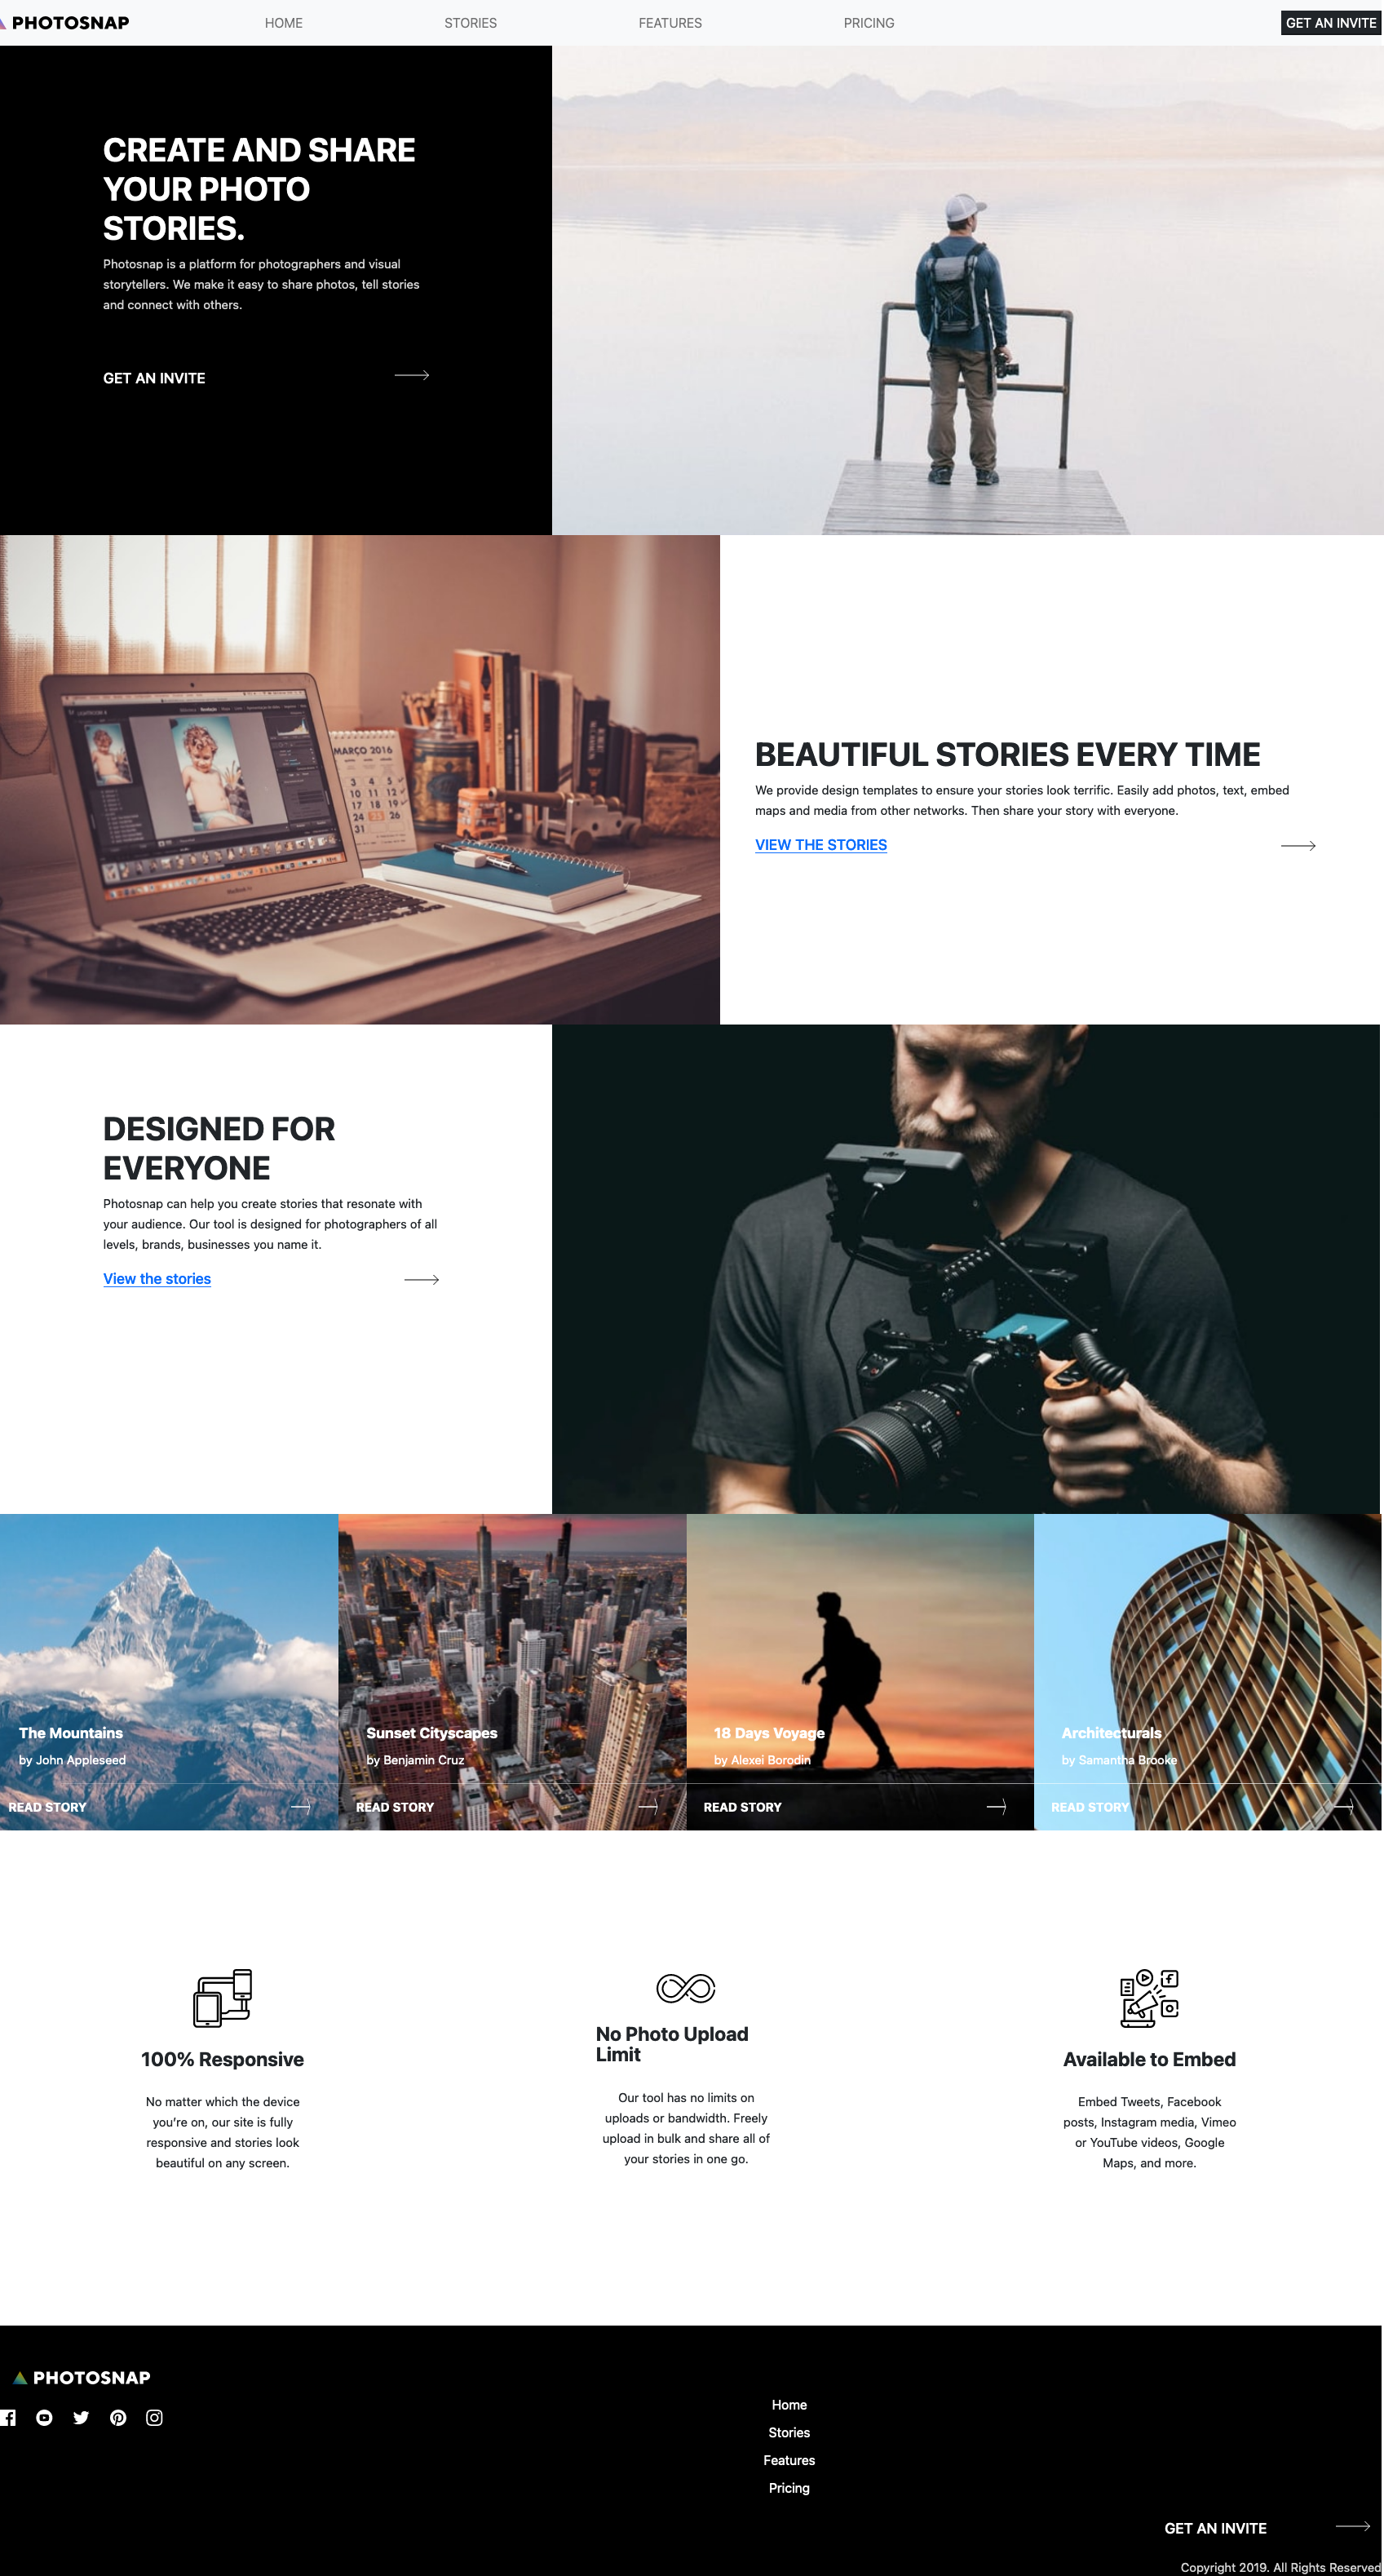 PHOTOSNAP
HOME
STORIES
FEATURES
PRICING
GET AN INVITE
CREATE AND SHARE
YOUR PHOTO
STORIES.
Photosnap is a platform for photographers and visual
storytellers. We make it easy to share photos, tell stories
and connect with others.
GET AN INVITE
MARÇO 2016
BEAUTIFUL STORIES EVERY TIME
We provide design templates to ensure your stories look terrific. Easily add photos, text, embed
maps and media from other networks. Then share your story with everyone.
VIEW THE STORIES
DESIGNED FOR
EVERYONE
Photosnap can help you create stories that resonate with
your audience. Our tool is designed for photographers of all
levels, brands, businesses you name it.
View the stories
The Mountains
by John Appleseed
READ STORY
Sunset Cityscapes
by Benjamin Cruz
READ STORY
18 Days Voyage
by Alexei Borodin
READ STORY
Architecturals
by Samantha Brooke
READ STORY
100% Responsive
No matter which the device
you’re on, our site is fully
responsive and stories look
beautiful on any screen.
No Photo Upload
Limit
Our tool has no limits on
uploads or bandwidth. Freely
upload in bulk and share all of
your stories in one go.
Available to Embed
Embed Tweets, Facebook
posts, Instagram media, Vimeo
or YouTube videos, Google
Maps, and more.
PHOTOSNAP
Home
Stories
Features
Pricing
GET AN INVITE
Copyright 2019. All Rights Reserved